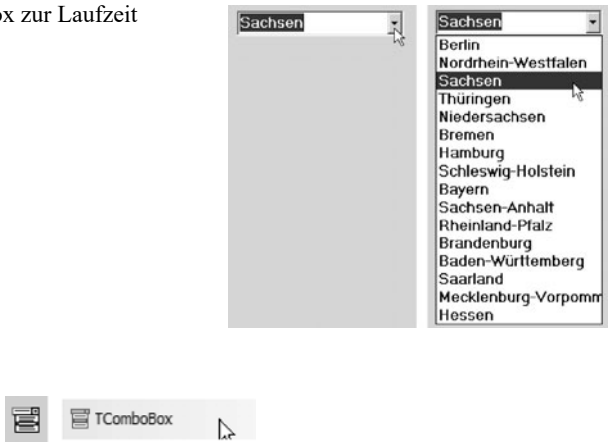 ox zur Laufzeit
Sachsen
Sachsen
Berlin
Nordrhein-Westfalen
Sachsen
Thüringen
Niedersachsen
Bremen
Hamburg
Schleswig-Holstein
Bayern
Sachsen-Anhalt
Rheinland-Pfalz
Brandenburg
Baden-Württemberg
Saarland
Mecklenburg-Vorpomm
Hessen
TComboBox